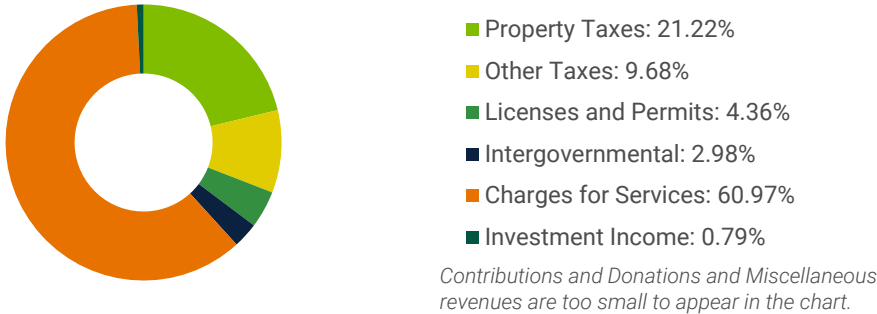 Property Taxes: 21.22%
Other Taxes: 9.68%
Licenses and Permits: 4.36%
Intergovernmental: 2.98%
Charges for Services: 60.97%
Investment Income: 0.79%
Contributions and Donations and Miscellaneous
revenues are too small to appear in the chart.